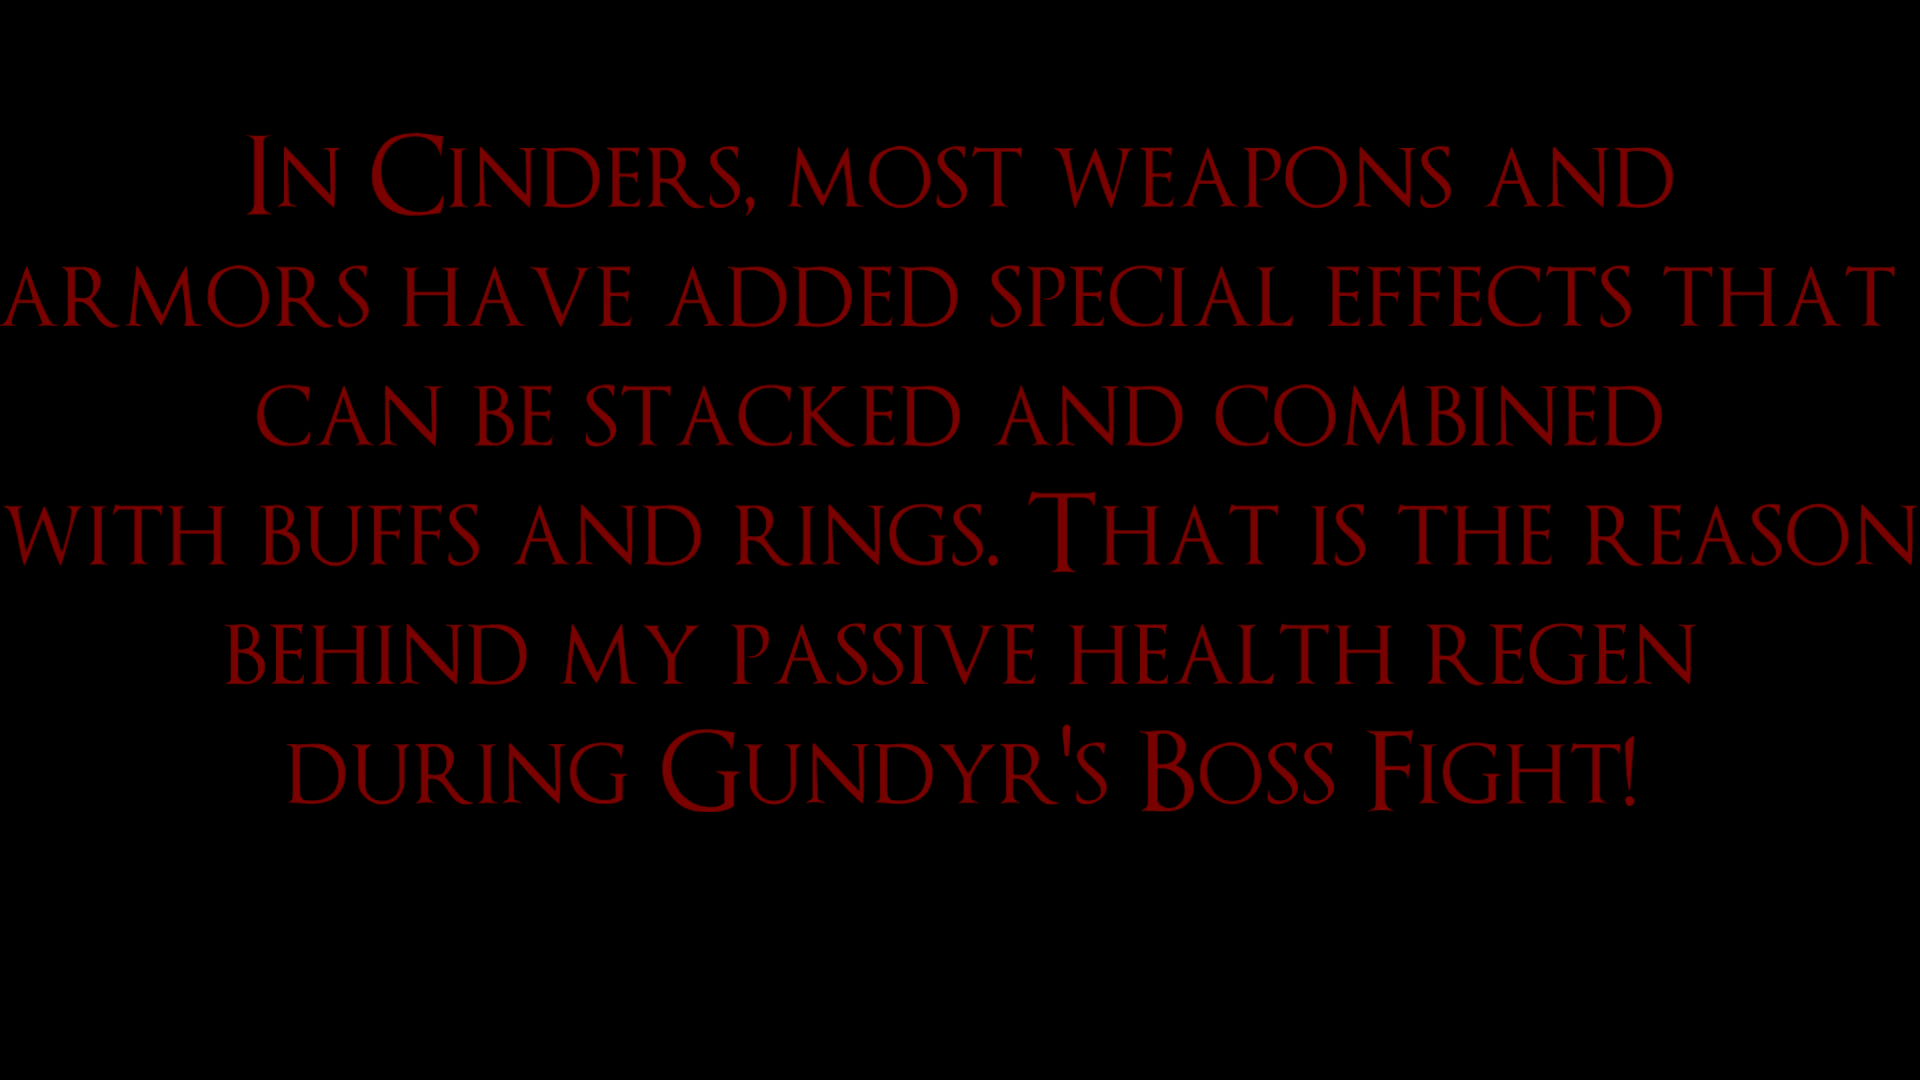 In Cinders, most weapons and
armors have added special effects that
can be stacked and combined
with buffs and rings. That is the reason
behind my passive health regen
during Gundyr's Boss Fight!